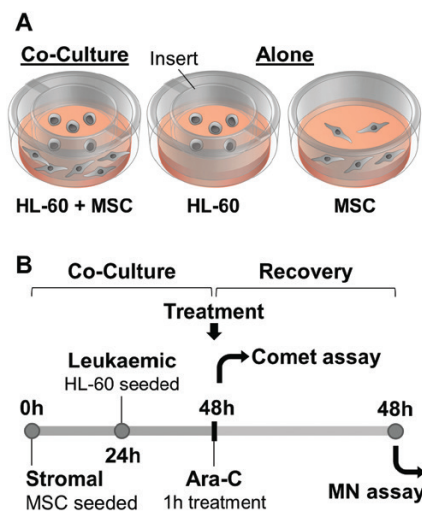 A
Co-Culture
Alone
Insert
HL-60 + MSC
HL-60
MSC
B
Co-Culture
Recovery
Treatment
Comet assay
Leukaemic
HL-60 seeded
0h
48h
48h
24h
Stromal
MSC seeded
Ara-C
1h treatment
MN assay